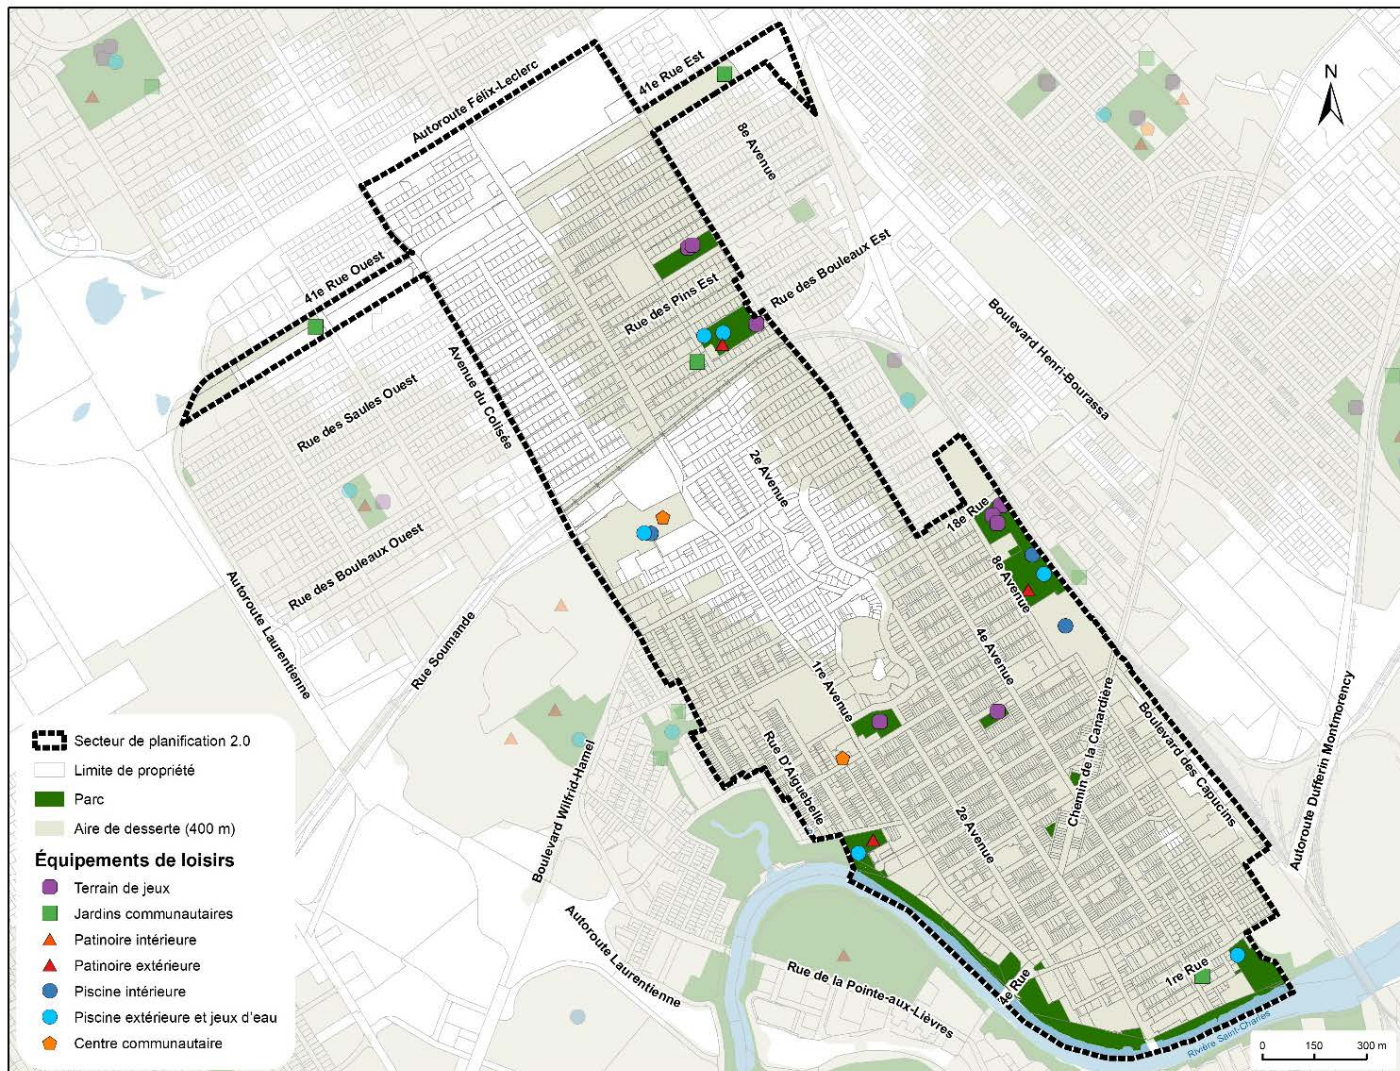 Autoroute Félix-Leclerc
41e Rue Est
N
8e Avenue
41e Rue Ouest
Rue des Pins Est
Rue des Bouleaux Est
Boulevard Henri-Bourassa
Avenue du Colisée
Rue des Saules Ouest
2e Avenue
18e Rue
Rue des Bouleaux Ouest
8e Avenue
Autoroute Laurentienne
Rue Soumande
4e Avenue
1re Avenue
Chemin de la Canardière
Boulevard des Capucins
Autoroute Dufferin Montmorency
Rue D'Aiguebelle
Boulevard Wilfrid-Hamel
2e Avenue
Autoroute Laurentienne
Rue de la Pointe-aux-Lièvres
4e Rue
1re Rue
Rivière Saint-Charles
Secteur de planification 2.0
Limite de propriété
Parc
Aire de desserte (400 m)
Équipements de loisirs
Terrain de jeux
Jardins communautaires
Patinoire intérieure
Patinoire extérieure
Piscine intérieure
Piscine extérieure et jeux d'eau
Centre communautaire
0 150 300 m